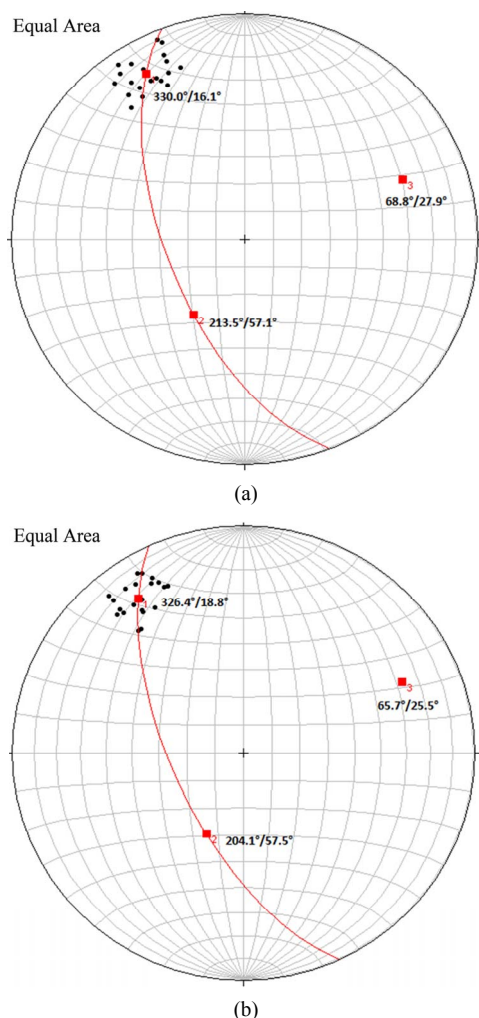 Equal Area
330.0°/16.1°
3
68.8°/27.9°
2
213.5°/57.1°
(a)
Equal Area
1
326.4°/18.8°
3
65.7°/25.5°
2
204.1°/57.5°
(b)